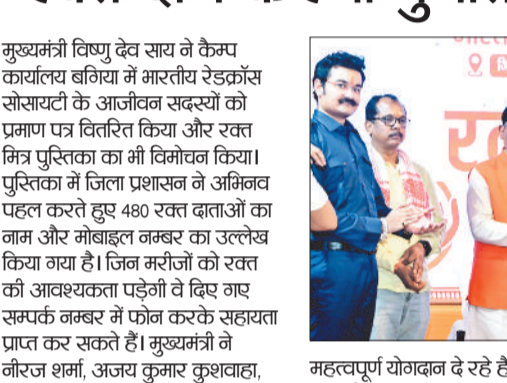 मुख्यमंत्री विष्णु देव साय ने कैम्प
कार्यालय बगिया में भारतीय रेडक्रॉस
सोसायटी के आजीवन सदस्यों को
प्रमाण पत्र वितरित किया और रक्त
मित्र पुस्तिका का भी विमोचन किया।
पुस्तिका में जिला प्रशासन ने अभिनव
पहल करते हुए 480 रक्त दाताओं का
नाम और मोबाइल नम्बर का उल्लेख
किया गया है। जिन मरीजों को रक्त
की आवश्यकता पड़ेगी वे दिए गए
सम्पर्क नम्बर में फोन करके सहायता
प्राप्त कर सकते हैं। मुख्यमंत्री ने
नीरज शर्मा, अजय कुमार कुशवाहा,
महत्वपूर्ण योगदान दे रहे हैं